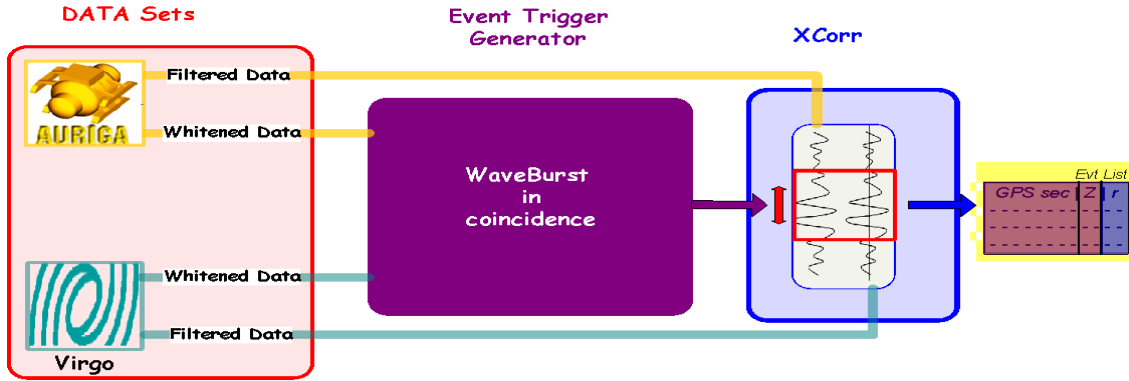 DATA Sets
Event Trigger
Generator
XCorr
Filtered Data
AURIGA
Whitened Data
WaveBurst
in
coincidence
Evt List
GPS sec | Z | r
Whitened Data
Filtered Data
Virgo